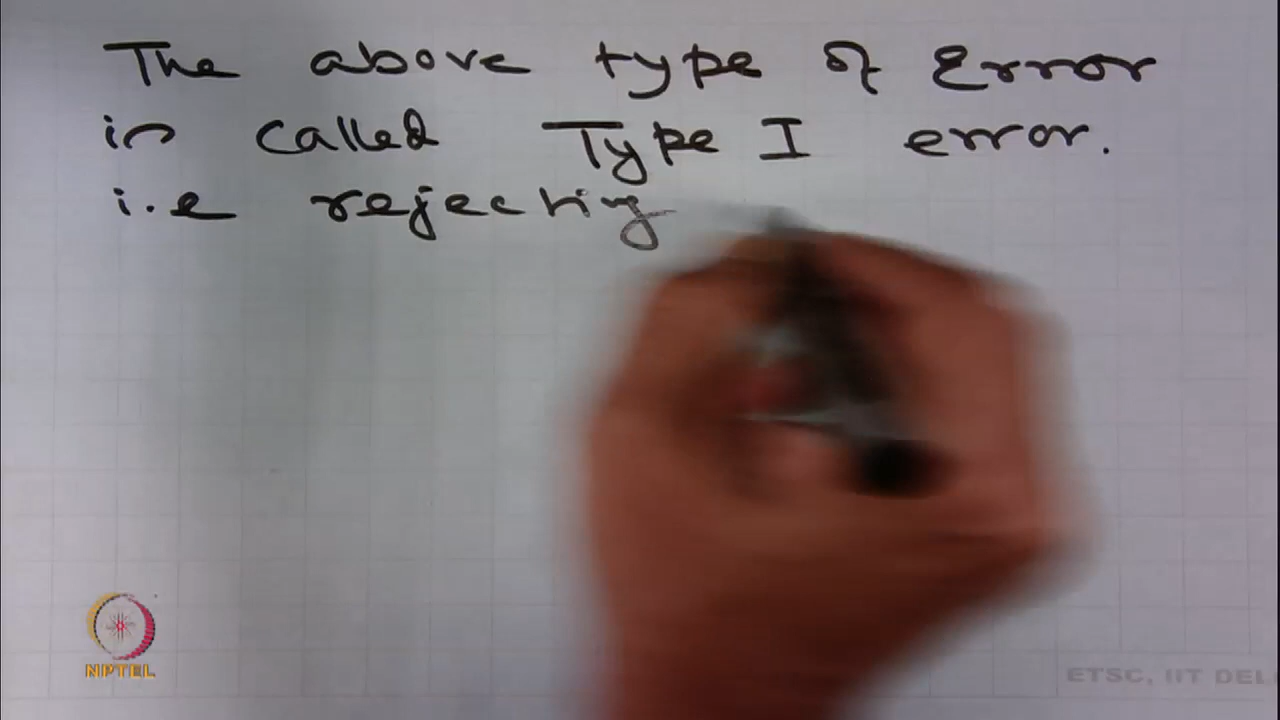 The above type of Error
is called Type I error.
i.e rejecting
NPTEL
ETSC, IIT DEL